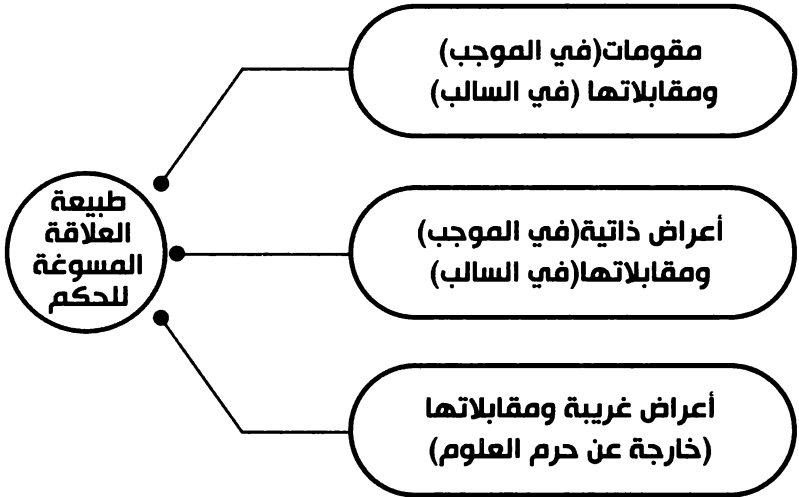 طبيعة
العلاقة
المسوغة
للحكم
مقومات(في الموجب)
ومقابلاتها (في السالب)
أعراض ذاتية(في الموجب)
ومقابلاتها(في السالب)
أعراض غريبة ومقابلاتها
(خارجة عن حرم العلوم)